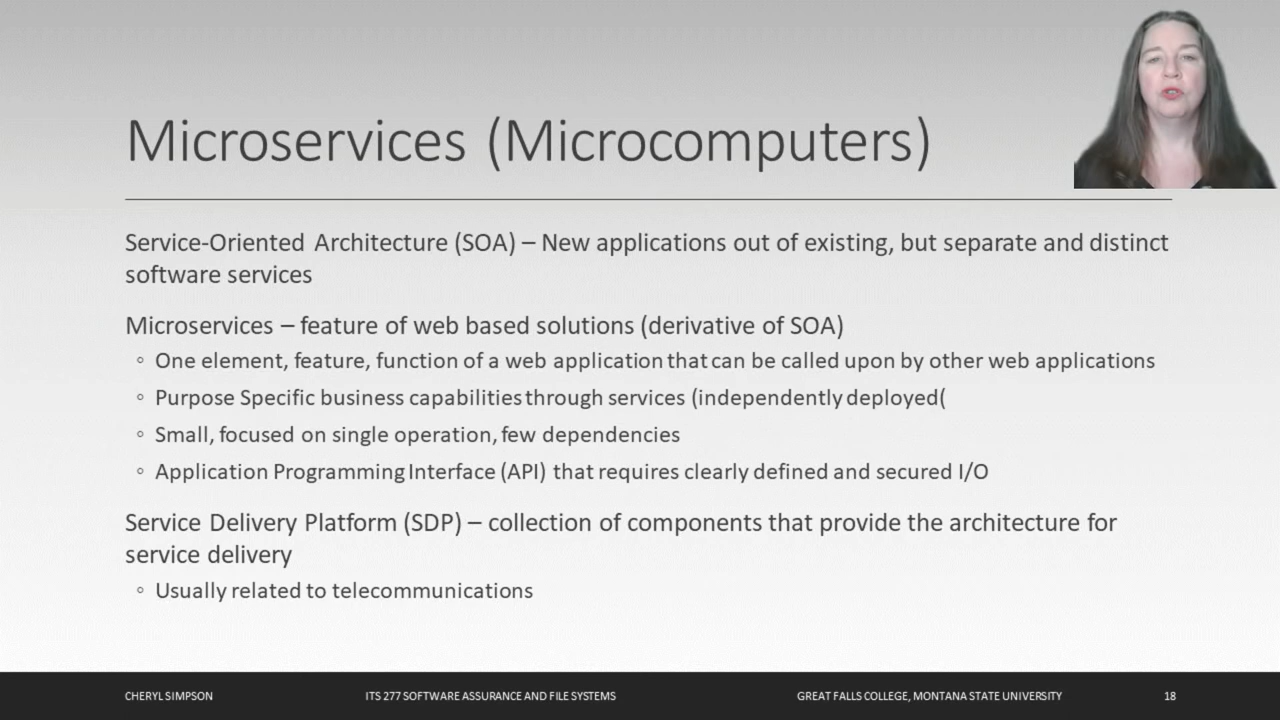 Microservices (Microcomputers)
Service-Oriented Architecture (SOA) – New applications out of existing, but separate and distinct
software services
Microservices – feature of web based solutions (derivative of SOA)
◦ One element, feature, function of a web application that can be called upon by other web applications
◦ Purpose Specific business capabilities through services (independently deployed(
◦ Small, focused on single operation, few dependencies
◦ Application Programming Interface (API) that requires clearly defined and secured I/O
Service Delivery Platform (SDP) – collection of components that provide the architecture for
service delivery
◦ Usually related to telecommunications
CHERYL SIMPSON ITS 277 SOFTWARE ASSURANCE AND FILE SYSTEMS GREAT FALLS COLLEGE, MONTANA STATE UNIVERSITY 18